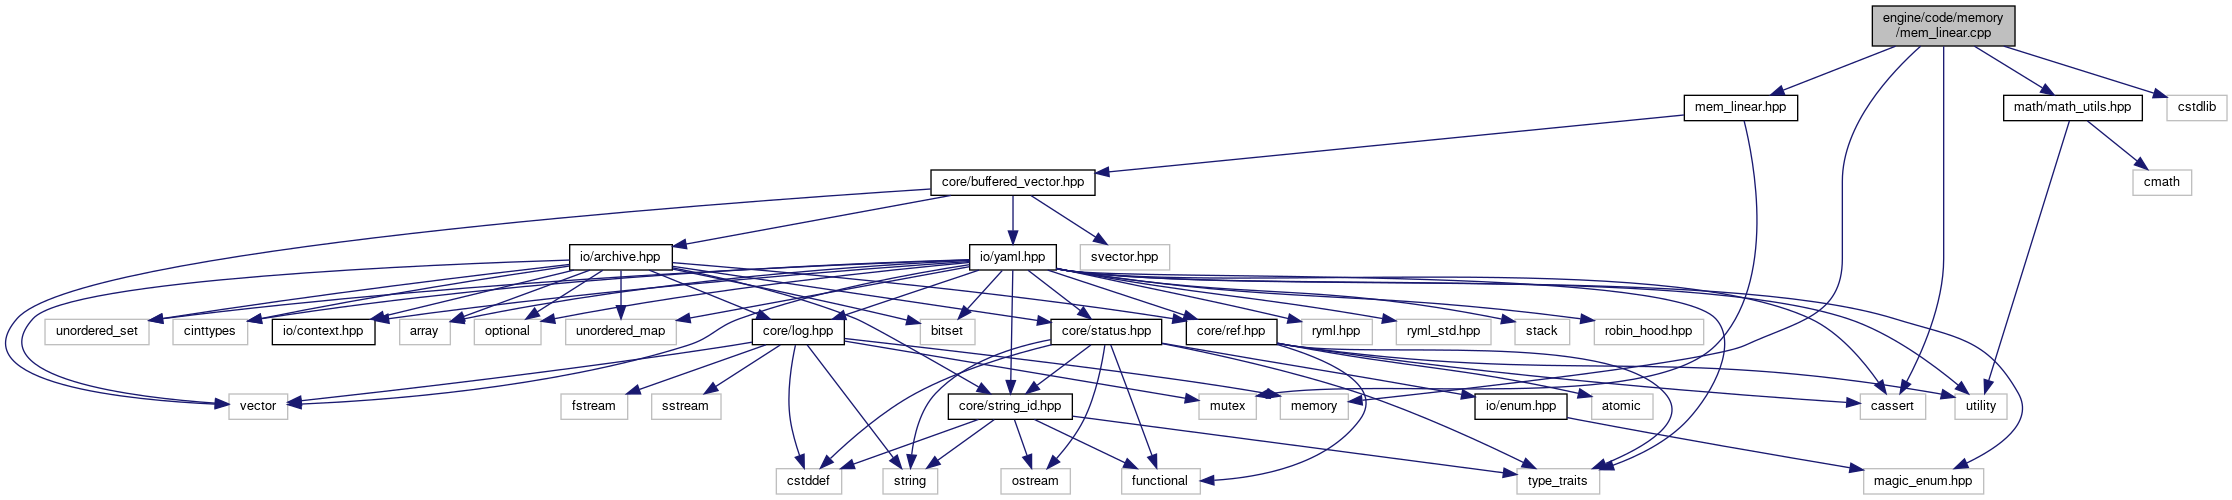 engine/code/memory
/mem_linear.cpp
mem_linear.hpp
math/math_utils.hpp
cstdlib
core/buffered_vector.hpp
cmath
io/archive.hpp
io/yaml.hpp
svector.hpp
unordered_set
cinttypes
io/context.hpp
array
optional
unordered_map
core/log.hpp
bitset
core/status.hpp
core/ref.hpp
ryml.hpp
ryml_std.hpp
stack
robin_hood.hpp
vector
fstream
sstream
core/string_id.hpp
mutex
memory
io/enum.hpp
atomic
cassert
utility
cstddef
string
ostream
functional
type_traits
magic_enum.hpp